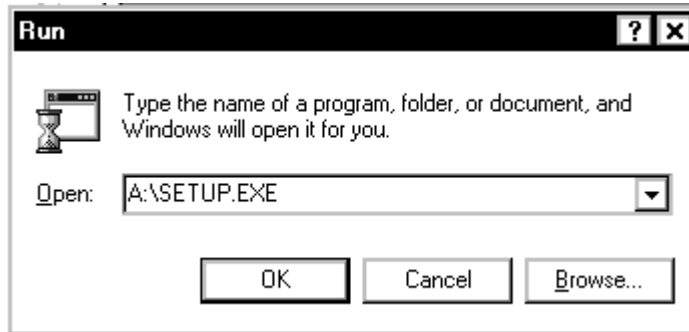 Run
Type the name of a program, folder, or document, and
Windows will open it for you.
Open: A:\SETUP.EXE
OK Cancel Browse...